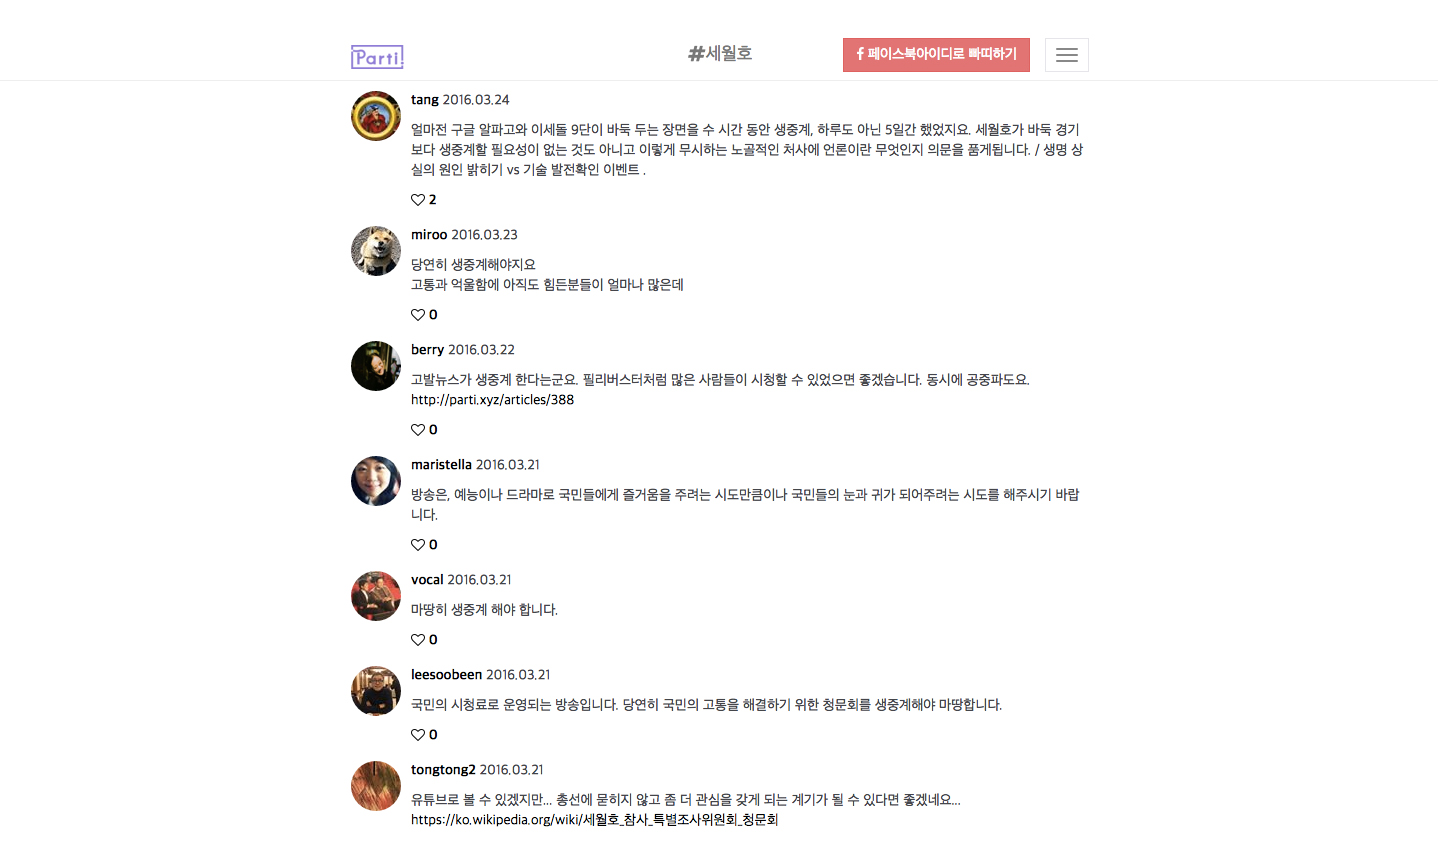 Parti!
#세월호
페이스북아이디로 빠띠하기
tang 2016.03.24
얼마전 구글 알파고와 이세돌 9단이 바둑 두는 장면을 수 시간 동안 생중계, 하루도 아닌 5일간 했었지요. 세월호가 바둑 경기
보다 생중계할 필요성이 없는 것도 아니고 이렇게 무시하는 노골적인 처사에 언론이란 무엇인지 의문을 품게됩니다. / 생명 상
실의 원인 밝히기 vs 기술 발전확인 이벤트 .
2
miroo 2016.03.23
당연히 생중계해야지요
고통과 억울함에 아직도 힘든분들이 얼마나 많은데
0
berry 2016.03.22
고발뉴스가 생중계 한다는군요. 필리버스터처럼 많은 사람들이 시청할 수 있었으면 좋겠습니다. 동시에 공중파도요.
http://parti.xyz/articles/388
0
maristella 2016.03.21
방송은, 예능이나 드라마로 국민들에게 즐거움을 주려는 시도만큼이나 국민들의 눈과 귀가 되어주려는 시도를 해주시기 바랍
니다.
0
vocal 2016.03.21
마땅히 생중계 해야 합니다.
0
leesoobeen 2016.03.21
국민의 시청료로 운영되는 방송입니다. 당연히 국민의 고통을 해결하기 위한 청문회를 생중계해야 마땅합니다.
0
tongtong2 2016.03.21
유튜브로 볼 수 있겠지만... 총선에 묻히지 않고 좀 더 관심을 갖게 되는 계기가 될 수 있다면 좋겠네요...
https://ko.wikipedia.org/wiki/세월호_참사_특별조사위원회_청문회